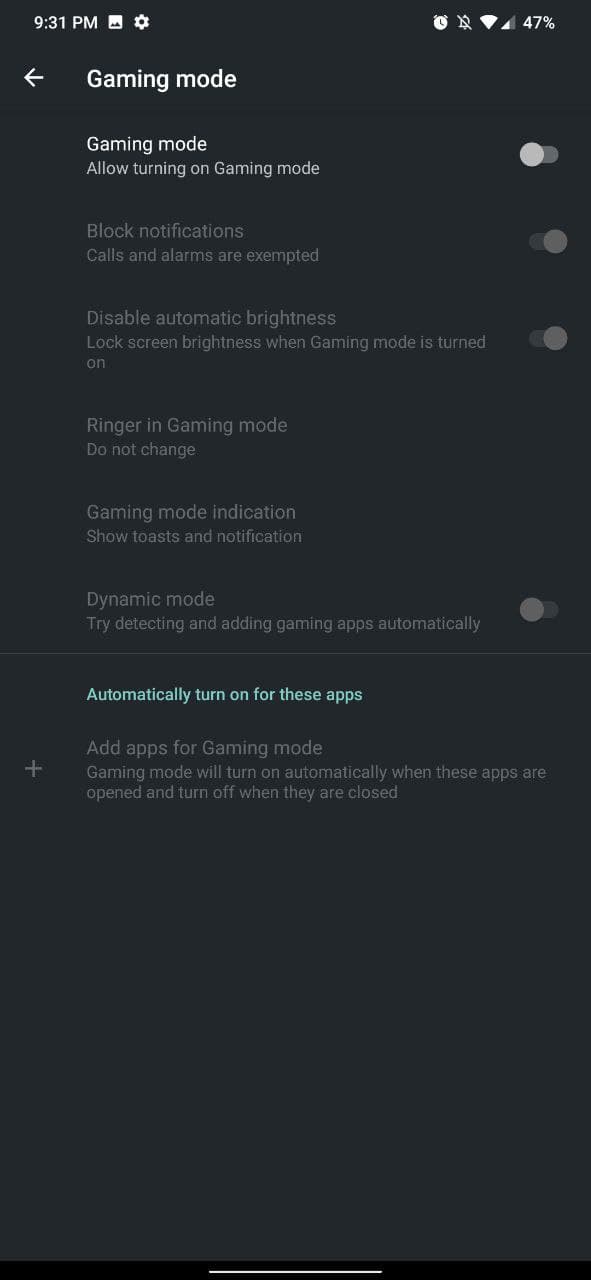 9:31 PM 47%
Gaming mode
Gaming mode
Allow turning on Gaming mode
Block notifications
Calls and alarms are exempted
Disable automatic brightness
Lock screen brightness when Gaming mode is turned
on
Ringer in Gaming mode
Do not change
Gaming mode indication
Show toasts and notification
Dynamic mode
Try detecting and adding gaming apps automatically
Automatically turn on for these apps
Add apps for Gaming mode
Gaming mode will turn on automatically when these apps are
opened and turn off when they are closed